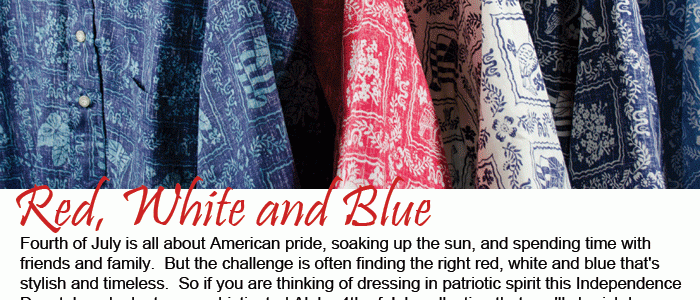 Red, White and Blue
Fourth of July is all about American pride, soaking up the sun, and spending time with
friends and family.  But the challenge is often finding the right red, white and blue that's
stylish and timeless.  So if you are thinking of dressing in patriotic spirit this Independence